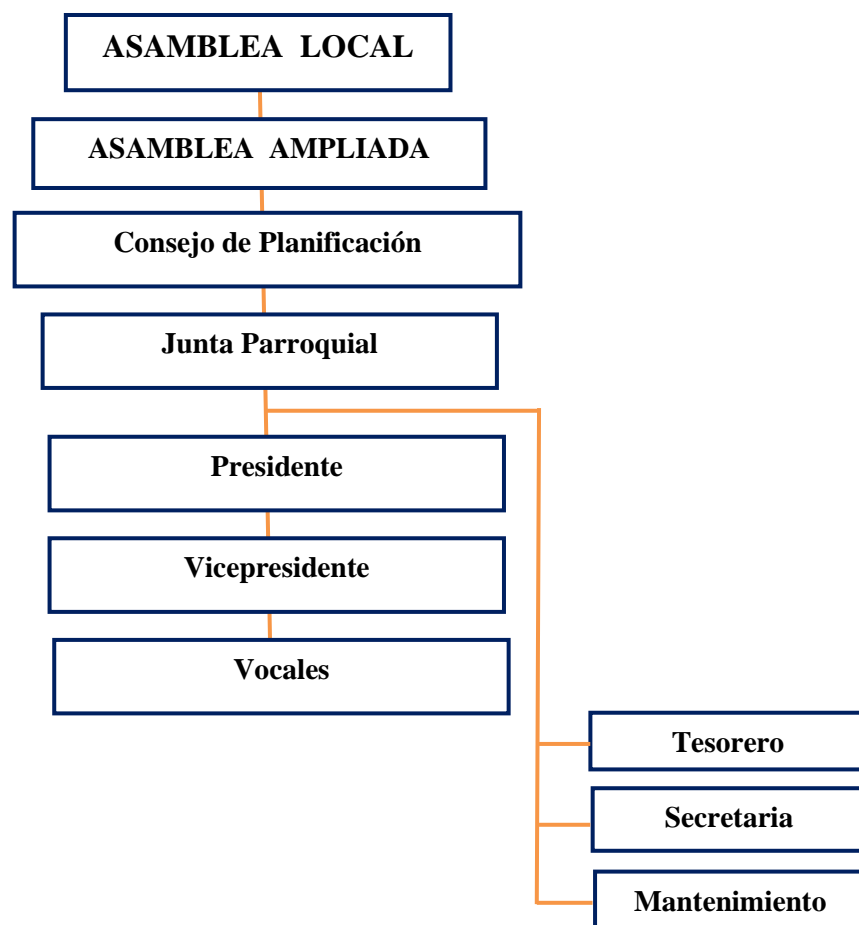 ASAMBLEA LOCAL
ASAMBLEA AMPLIADA
Consejo de Planificación
Junta Parroquial
Presidente
Vicepresidente
Vocales
Tesorero
Secretaria
Mantenimiento